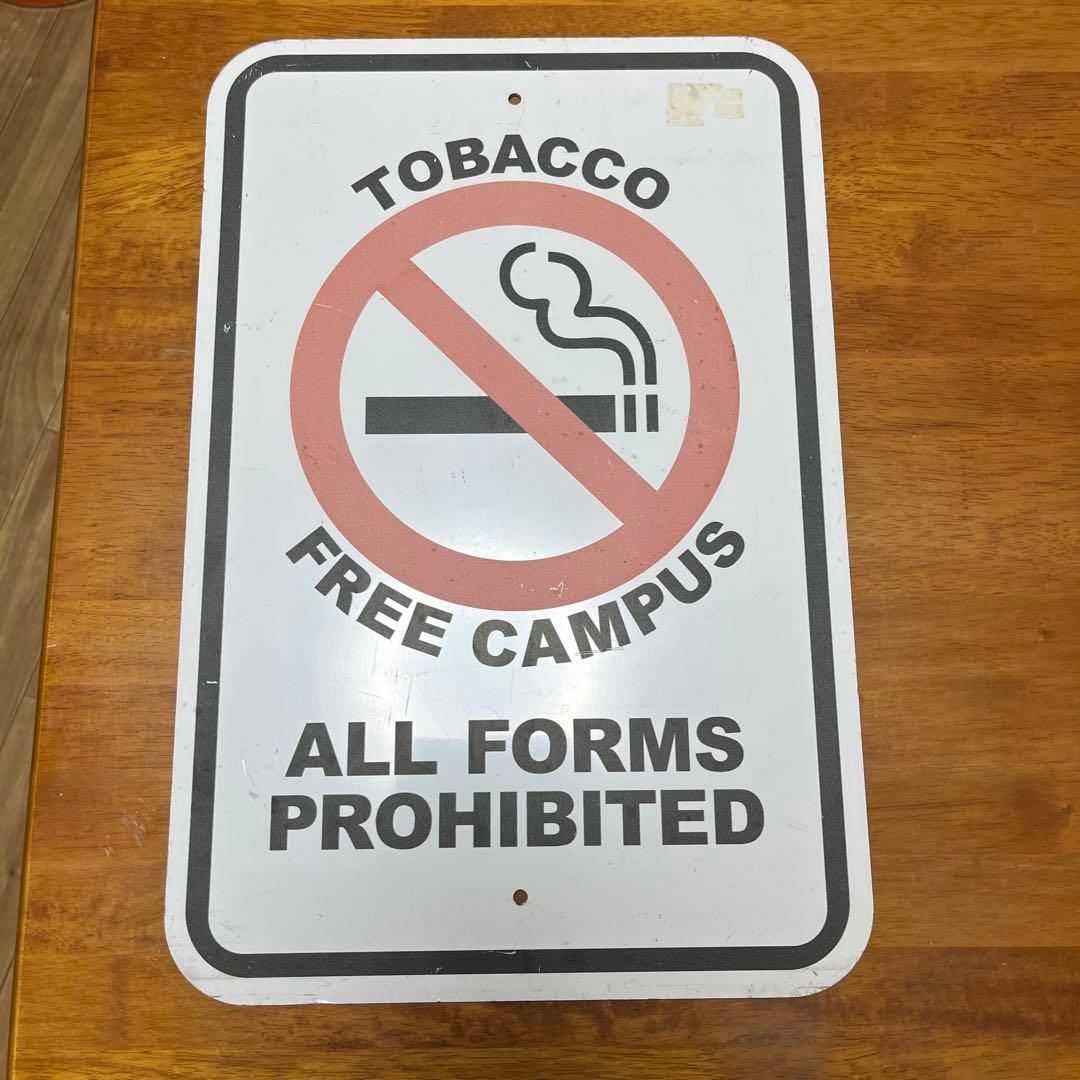 TOBACCO
FREE CAMPUS
ALL FORMS
PROHIBITED